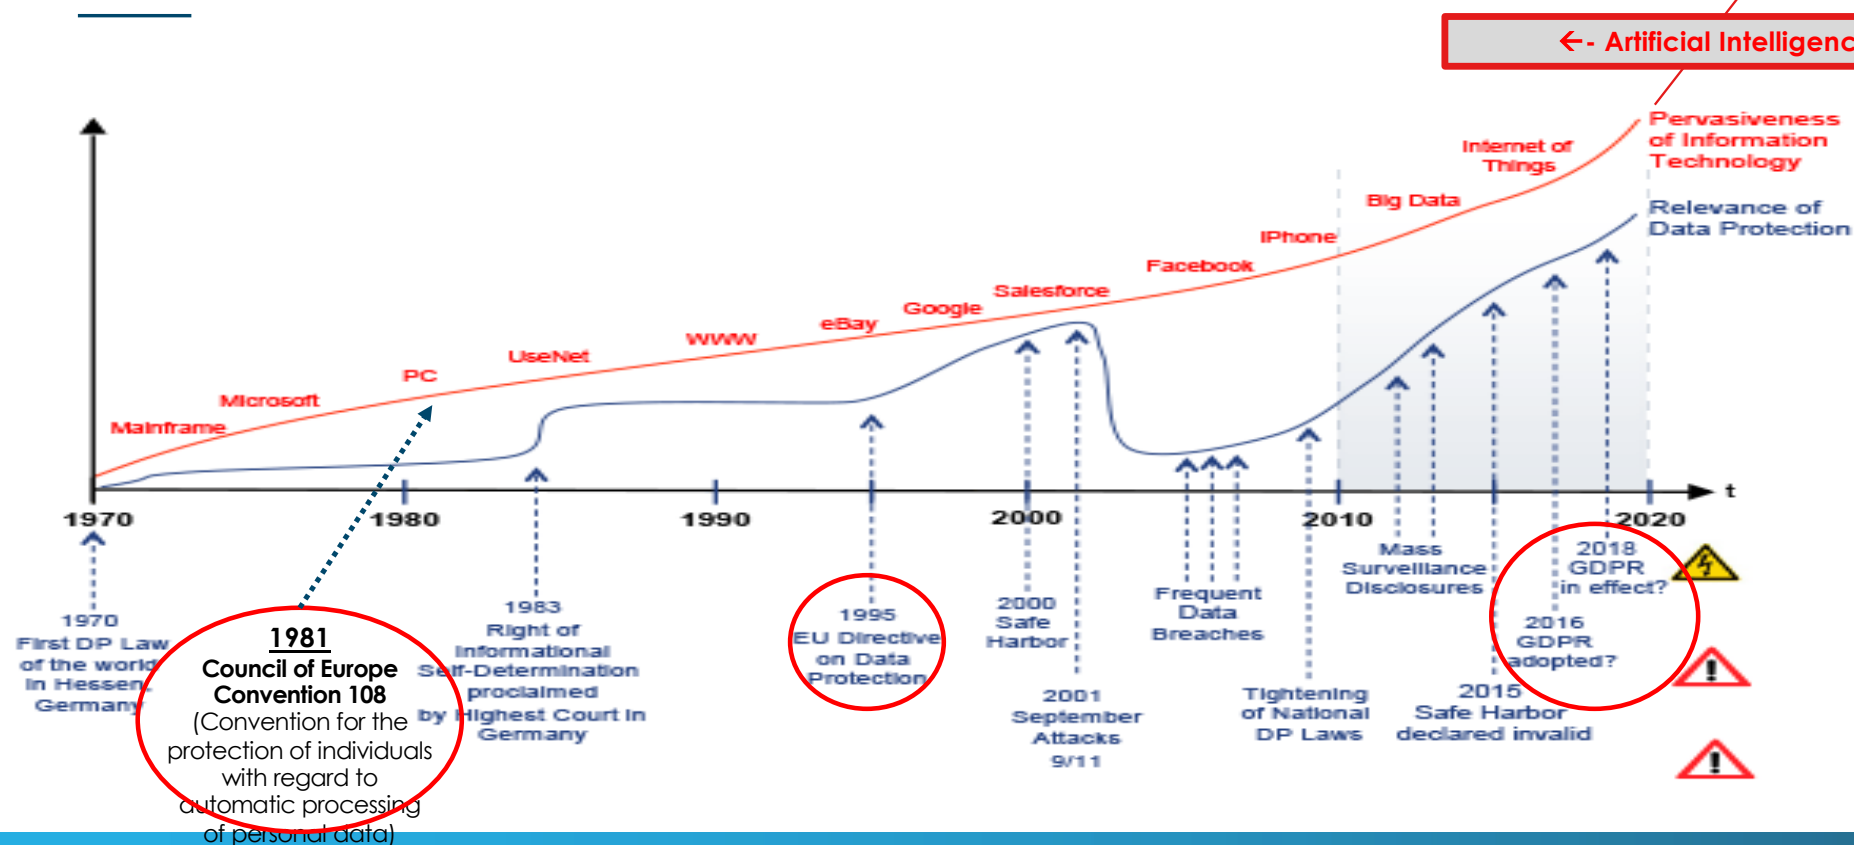 ←- Artificial Intelligenc
Pervasiveness
of Information
Technology
Internet of
Things
Big Data
Relevance of
Data Protection
IPhone
Facebook
Salesforce
Google
eBay
WWW
UseNet
PC
Microsoft
Mainframe
t
1970
1980
1990
2000
2010
2020
1970
First DP Law
of the world
in Hessen,
Germany
1981
Council of Europe
Convention 108
(Convention for the
protection of individuals
with regard to
automatic processing
of personal data)
1983
Right of
Informational
Self-Determination
proclaimed
by Highest Court in
Germany
1995
EU Directive
on Data
Protection
2000
Safe
Harbor
2001
September
Attacks
9/11
Frequent
Data
Breaches
Tightening
of National
DP Laws
Mass
Surveillance
Disclosures
2015
Safe Harbor
declared invalid
2016
GDPR
adopted?
2018
GDPR
in effect?
!
!